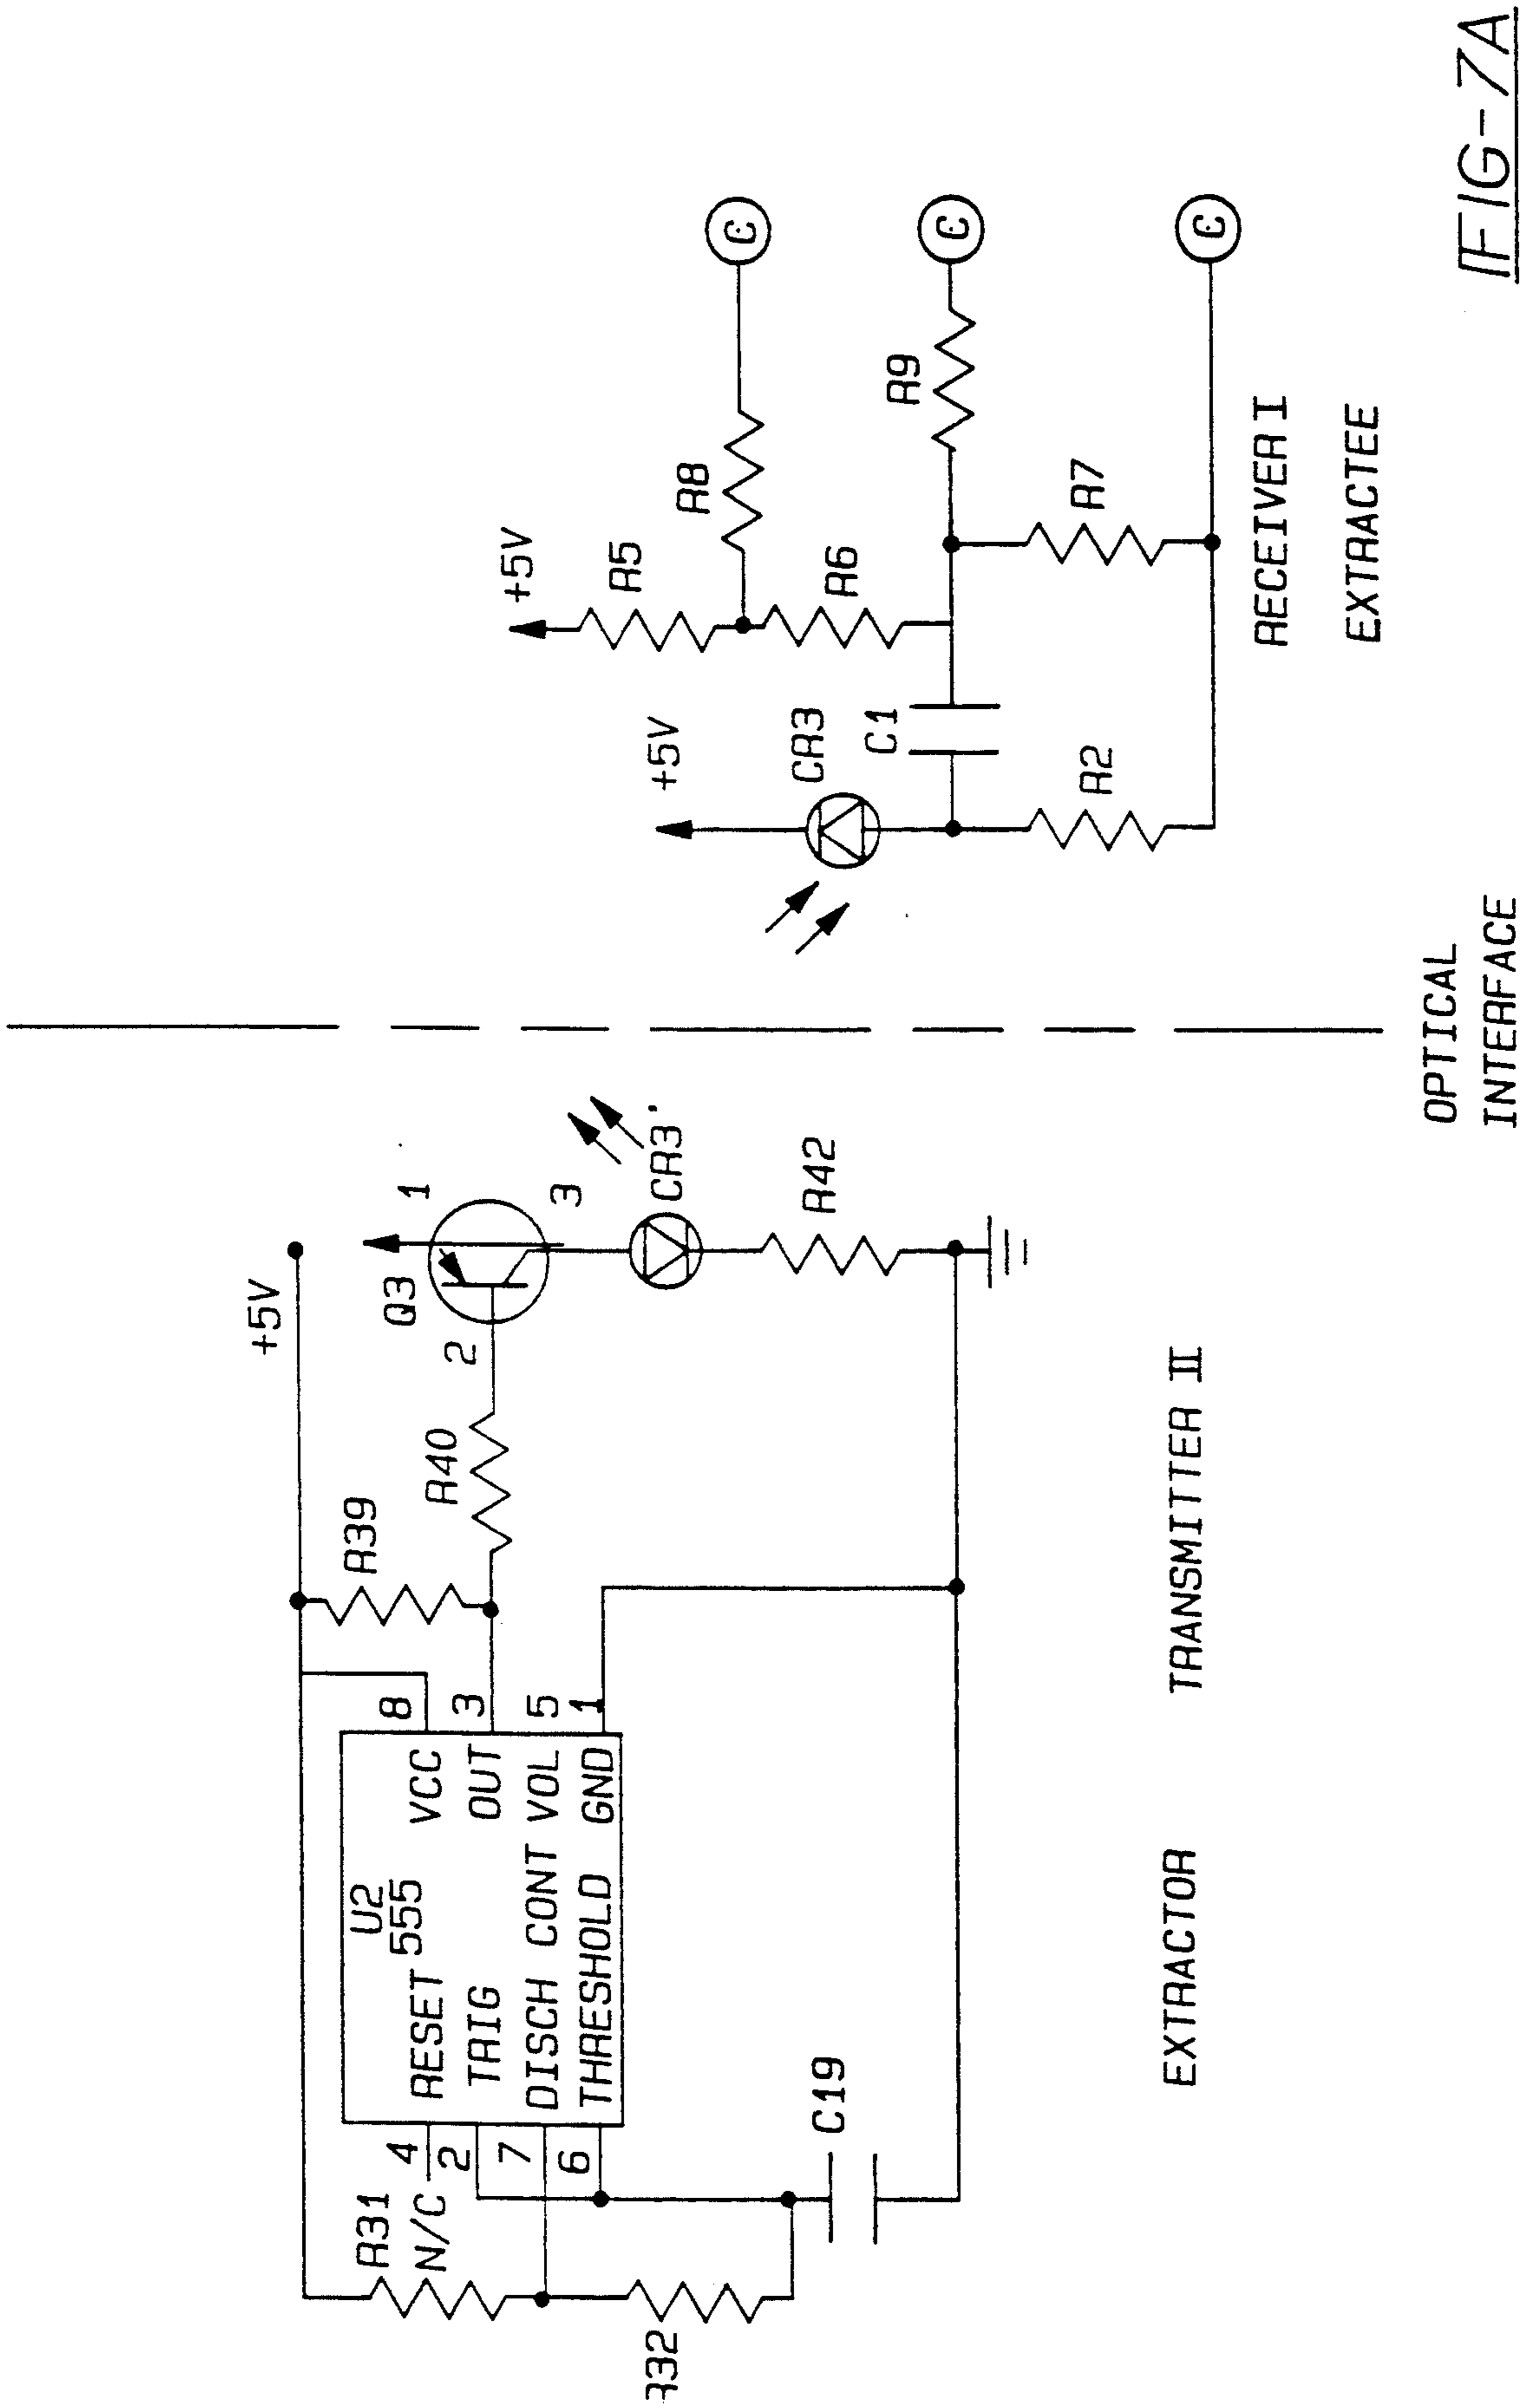 +5V
R31
N/C
4
2
7
6
U2
555
RESET
VCC
TRIG
OUT
DISCH
CONT VOL
THRESHOLD
GND
8
3
5
1
R39
R40
Q3
1
2
3
CR3'
R42
C19
EXTRACTOR
TRANSMITTER II
OPTICAL
INTERFACE
+5V
+5V
R5
R8
C
CR3
C1
R6
R9
C
R2
R7
C
RECEIVER I
EXTRACTEE
FIG-7A